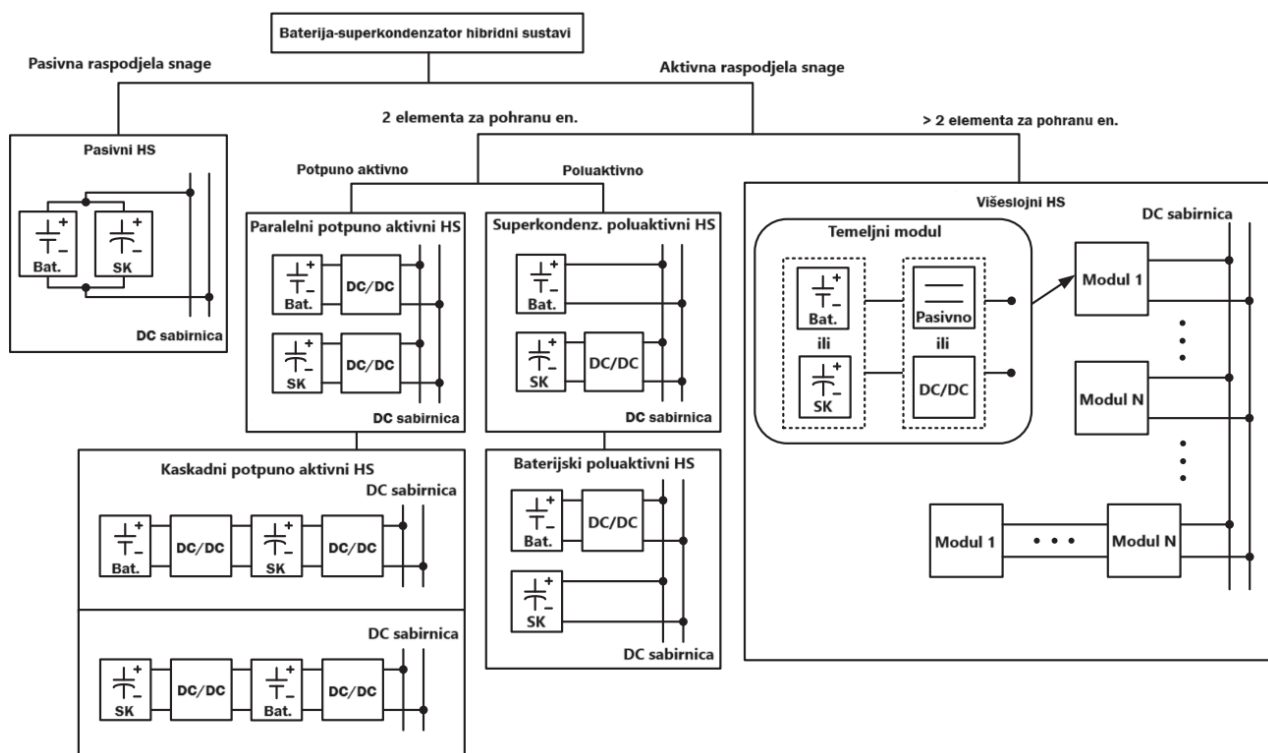 Baterija-superkondenzator hibridni sustavi
Pasivna raspodjela snage
Aktivna raspodjela snage
2 elementa za pohranu en.
> 2 elementa za pohranu en.
Pasivni HS
+
−
Bat.
+
−
SK
DC sabirnica
Potpuno aktivno
Poluaktivno
Paralelni potpuno aktivni HS
+
−
Bat.
DC/DC
+
−
SK
DC/DC
DC sabirnica
Superkondenz. poluaktivni HS
+
−
Bat.
+
−
SK
DC/DC
DC sabirnica
Kaskadni potpuno aktivni HS
DC sabirnica
+
−
Bat.
DC/DC
+
−
SK
DC/DC
DC sabirnica
+
−
SK
DC/DC
+
−
Bat.
DC/DC
Baterijski poluaktivni HS
+
−
Bat.
DC/DC
+
−
SK
DC sabirnica
Višeslojni HS
DC sabirnica
Temeljni modul
+
−
Bat.
ili
+
−
SK
Pasivno
ili
DC/DC
Modul 1
Modul N
Modul 1
Modul N